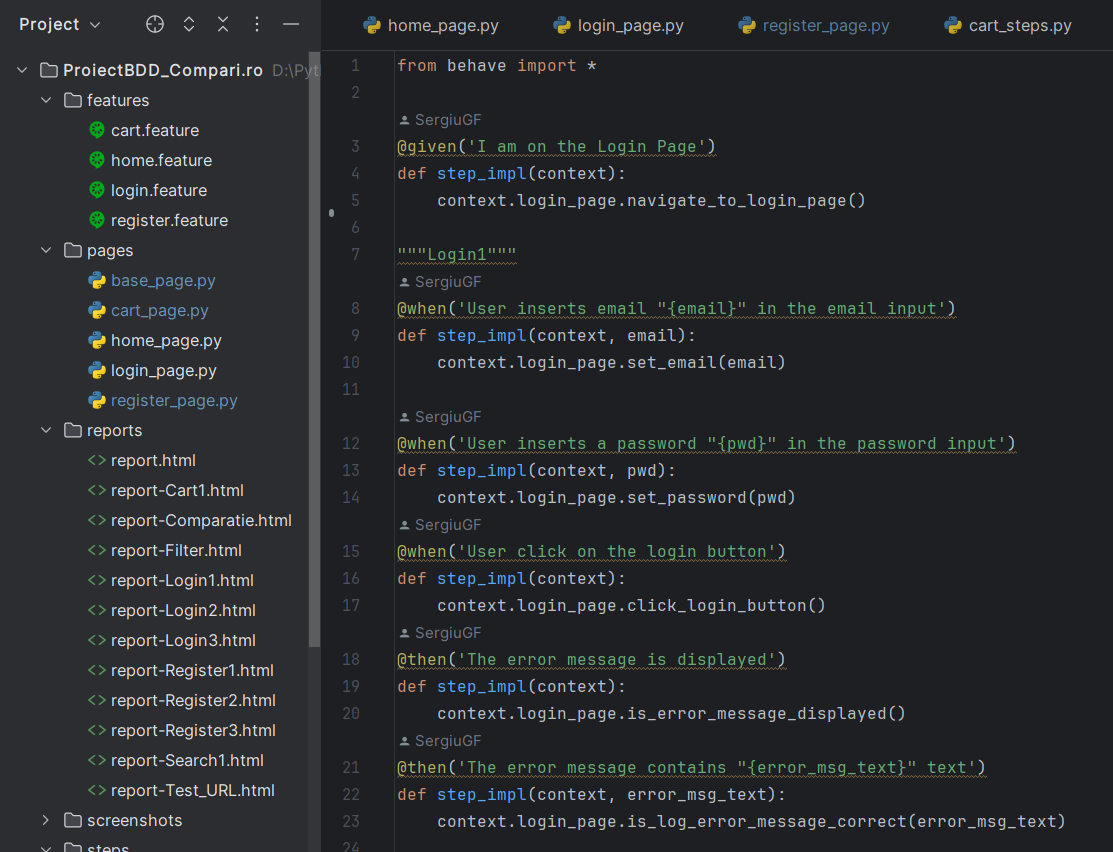 Project
ProiectBDD_Compari.ro D:\Pyt
features
cart.feature
home.feature
login.feature
register.feature
pages
base_page.py
cart_page.py
home_page.py
login_page.py
register_page.py
reports
<> report.html
<> report-Cart1.html
<> report-Comparatie.html
<> report-Filter.html
<> report-Login1.html
<> report-Login2.html
<> report-Login3.html
<> report-Register1.html
<> report-Register2.html
<> report-Register3.html
<> report-Search1.html
<> report-Test_URL.html
screenshots
steps
home_page.py login_page.py register_page.py cart_steps.py
1 from behave import *
2
SergiuGF
3 @given('I am on the Login Page')
4 def step_impl(context):
5     context.login_page.navigate_to_login_page()
6
7 """Login1"""
SergiuGF
8 @when('User inserts email "{email}" in the email input')
9 def step_impl(context, email):
10     context.login_page.set_email(email)
11
SergiuGF
12 @when('User inserts a password "{pwd}" in the password input')
13 def step_impl(context, pwd):
14     context.login_page.set_password(pwd)
SergiuGF
15 @when('User click on the login button')
16 def step_impl(context):
17     context.login_page.click_login_button()
SergiuGF
18 @then('The error message is displayed')
19 def step_impl(context):
20     context.login_page.is_error_message_displayed()
SergiuGF
21 @then('The error message contains "{error_msg_text}" text')
22 def step_impl(context, error_msg_text):
23     context.login_page.is_log_error_message_correct(error_msg_text)
24